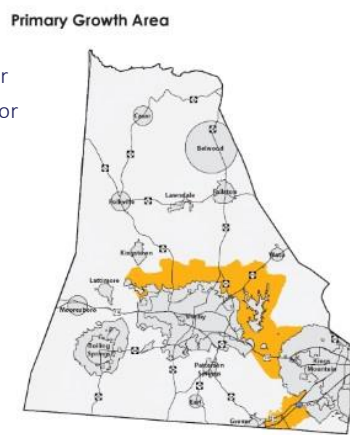 Primary Growth Area
r
or
Casar
Belwood
Lawndale
Fallston
Polkville
Kingstown
Waco
Lattimore
Mooresboro
Shelby
Boiling
Springs
Kings
Mountain
Patterson
Springs
Earl
Grover